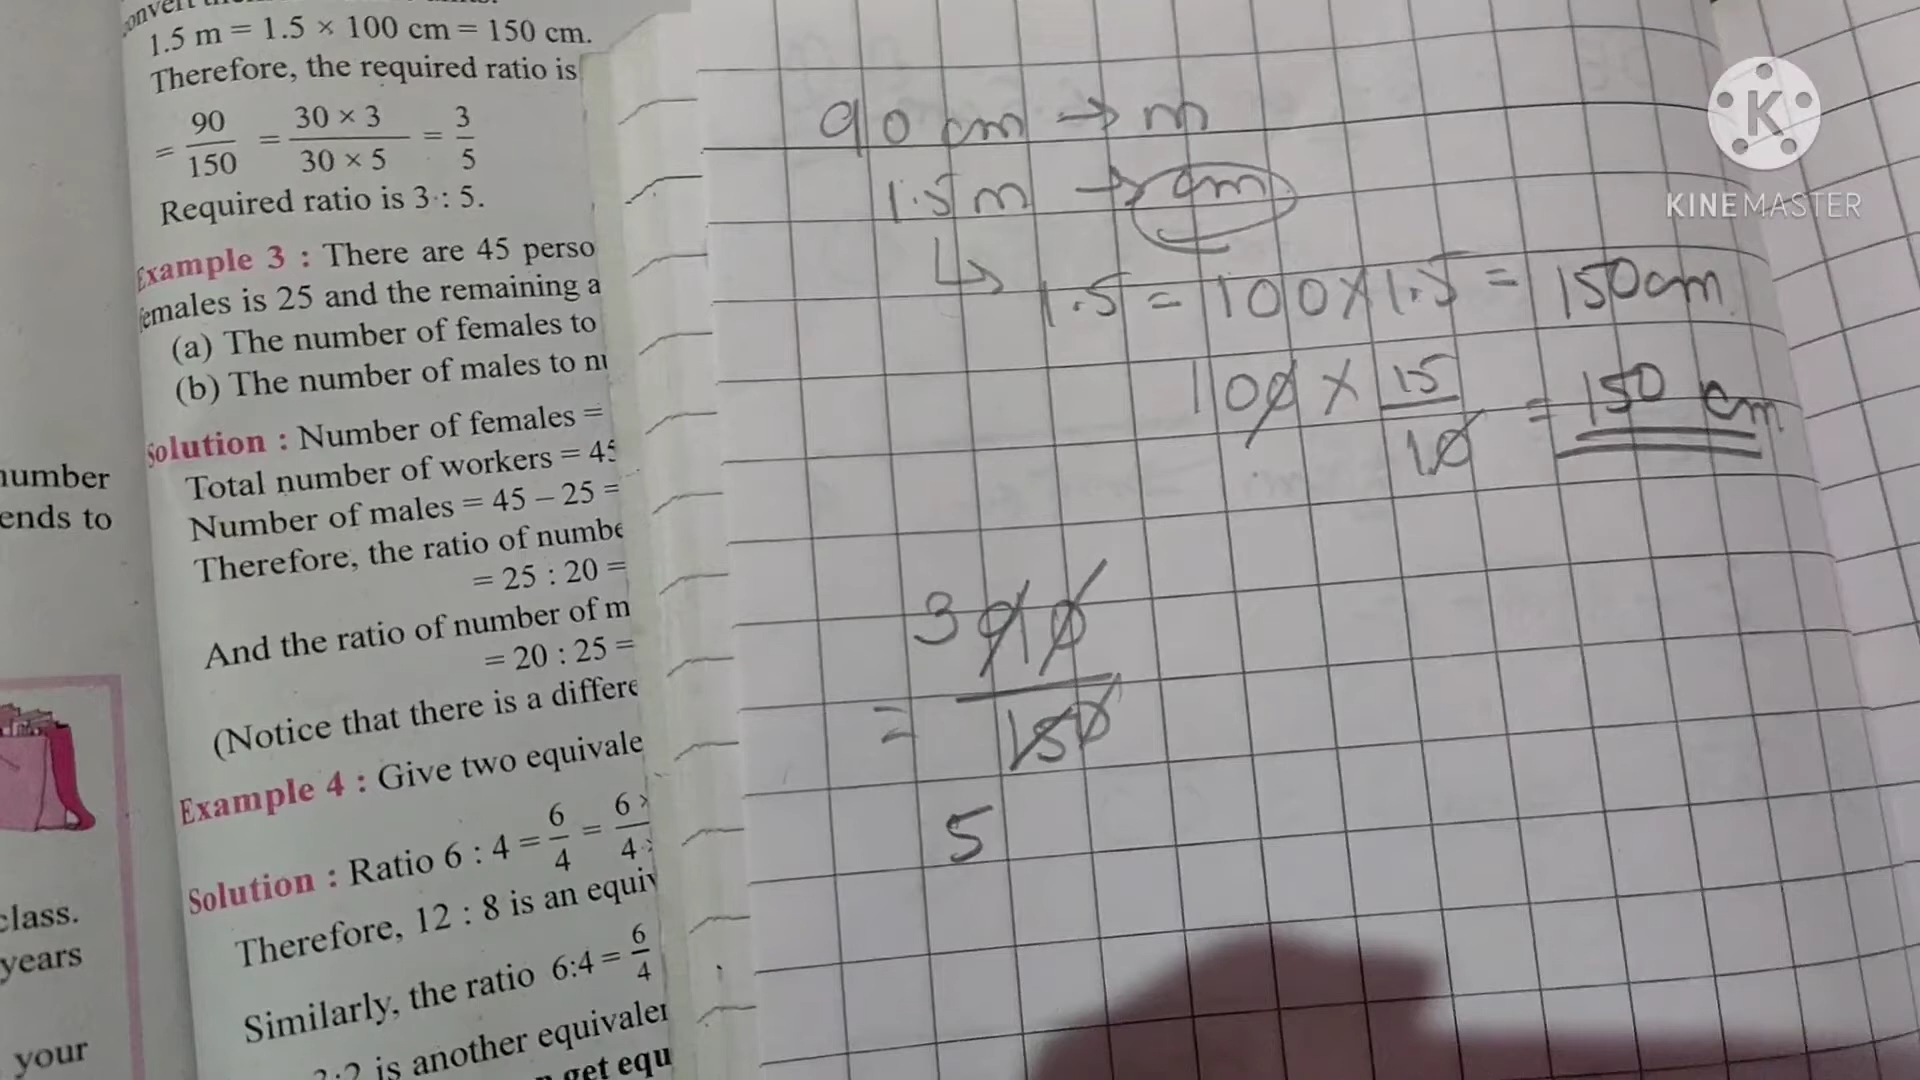 number
ends to
class.
years
your
1.5 m = 1.5 × 100 cm = 150 cm.
Therefore, the required ratio is
= 90/150 = 30 × 3/30 × 5 = 3/5
Required ratio is 3 : 5.
Example 3 : There are 45 perso
females is 25 and the remaining a
(a) The number of females to
(b) The number of males to nu
Solution : Number of females =
Total number of workers = 45
Number of males = 45 – 25 =
Therefore, the ratio of numbe
= 25 : 20 =
And the ratio of number of m
= 20 : 25 =
(Notice that there is a differe
Example 4 : Give two equivale
Solution : Ratio 6 : 4 = 6/4 = 6 ×/4 ×
Therefore, 12 : 8 is an equiv
Similarly, the ratio 6:4 = 6/4
is another equivalen
get equ
90 cm → m
1.5 m → cm
↳ 1.5 = 100 × 1.5 = 150 cm
100 × 15/10 = 150 cm
3 90
= 150
5
K
KINEMASTER